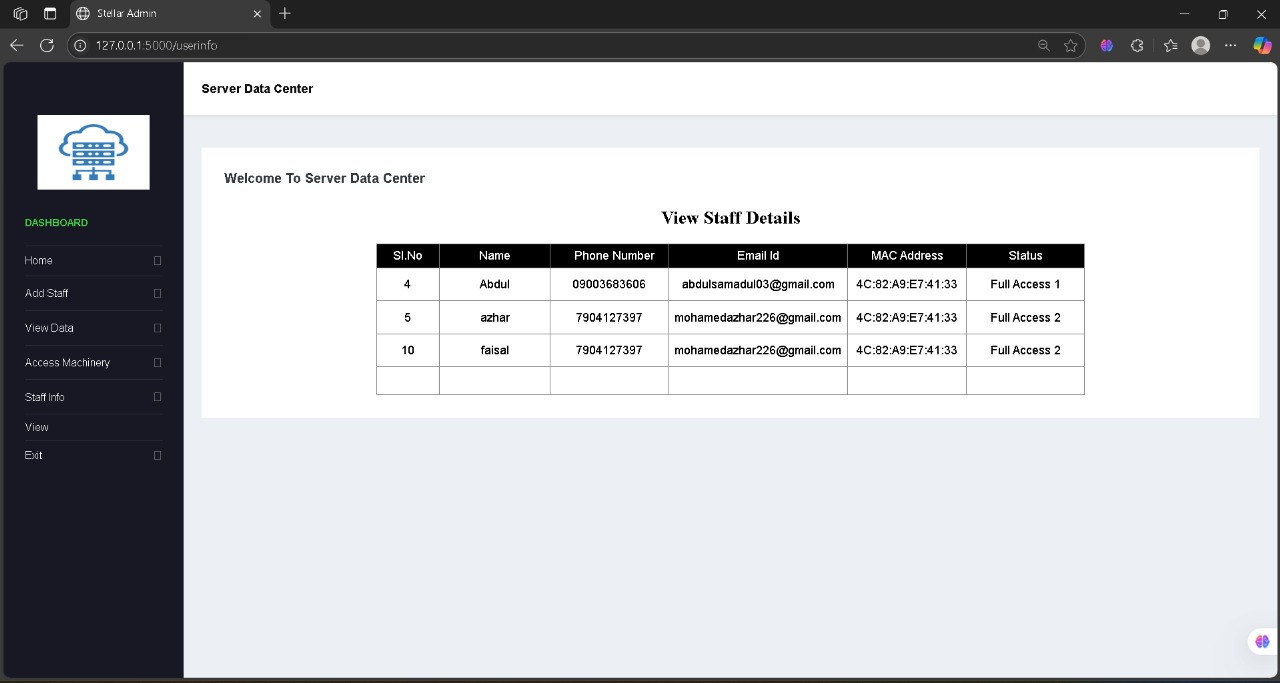 Stellar Admin
127.0.0.1:5000/userinfo
Server Data Center
Welcome To Server Data Center
DASHBOARD
Home
Add Staff
View Data
Access Machinery
Staff Info
View
Exit
View Staff Details
Sl.No Name Phone Number Email Id MAC Address Status
4 Abdul 09003683606 abdulsamadul03@gmail.com 4C:82:A9:E7:41:33 Full Access 1
5 azhar 7904127397 mohamedazhar226@gmail.com 4C:82:A9:E7:41:33 Full Access 2
10 faisal 7904127397 mohamedazhar226@gmail.com 4C:82:A9:E7:41:33 Full Access 2